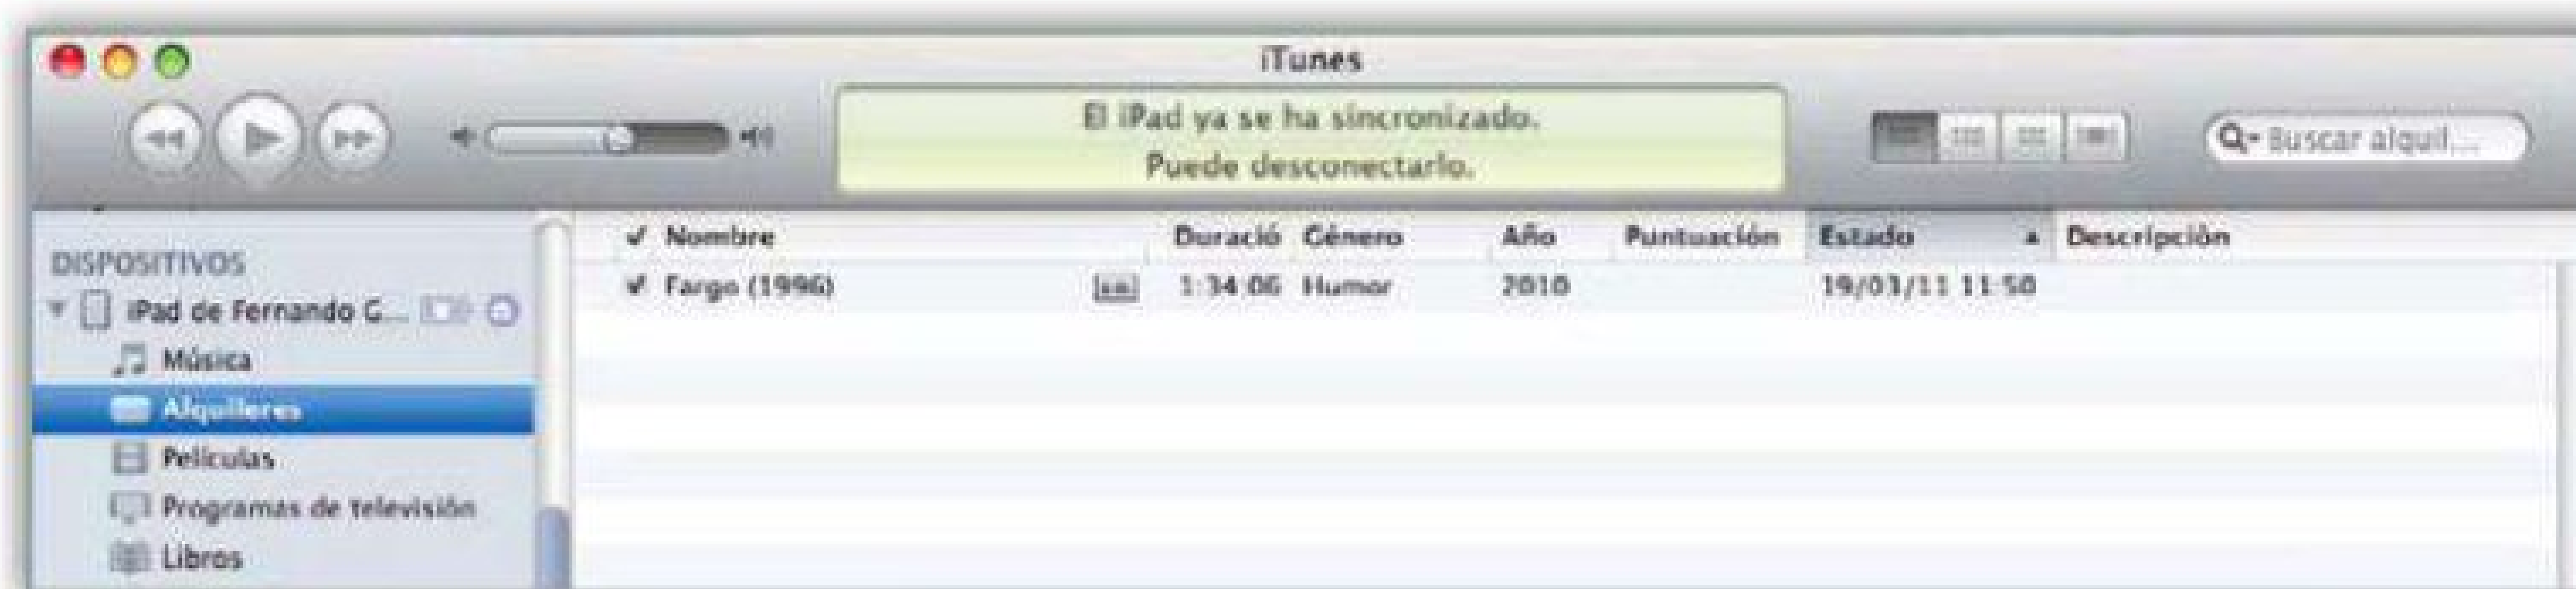 iTunes
El iPad ya se ha sincronizado.
Puede desconectarlo.
Buscar alquil....
DISPOSITIVOS
iPad de Fernando G...
Música
Alquileres
Películas
Programas de televisión
Libros
Nombre Duració Género Año Puntuación Estado Descripción
Fargo (1996) 1:34:06 Humor 2010 19/03/11 11:50